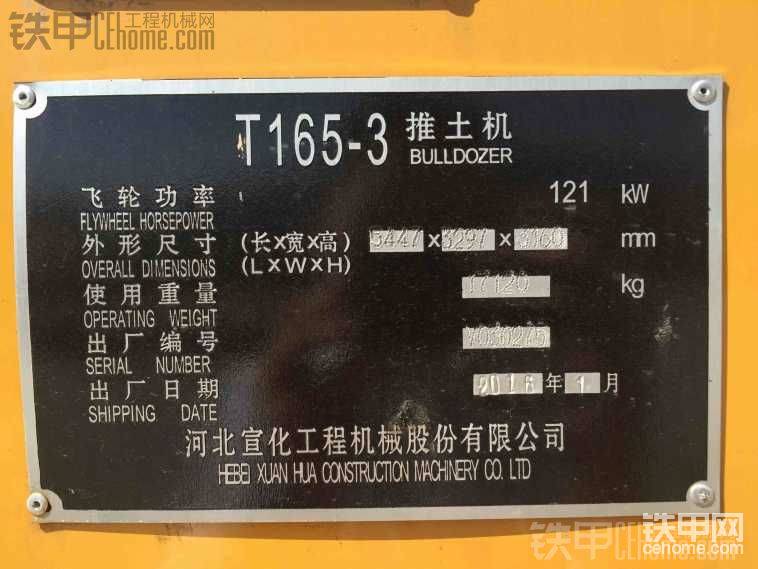 铁甲 工程机械网
CEhome.com
T165-3 推土机
BULLDOZER
飞轮功率 121 kW
FLYWHEEL HORSEPOWER
外形尺寸 (长×宽×高) 5447×3297×3160 mm
OVERALL DIMENSIONS (L×W×H)
使用重量 17120 kg
OPERATING WEIGHT
出厂编号
SERIAL NUMBER
出厂日期 2018年1月
SHIPPING DATE
河北宣化工程机械股份有限公司
HEBEI XUAN HUA CONSTRUCTION MACHINERY CO. LTD
铁甲网
cehome.com